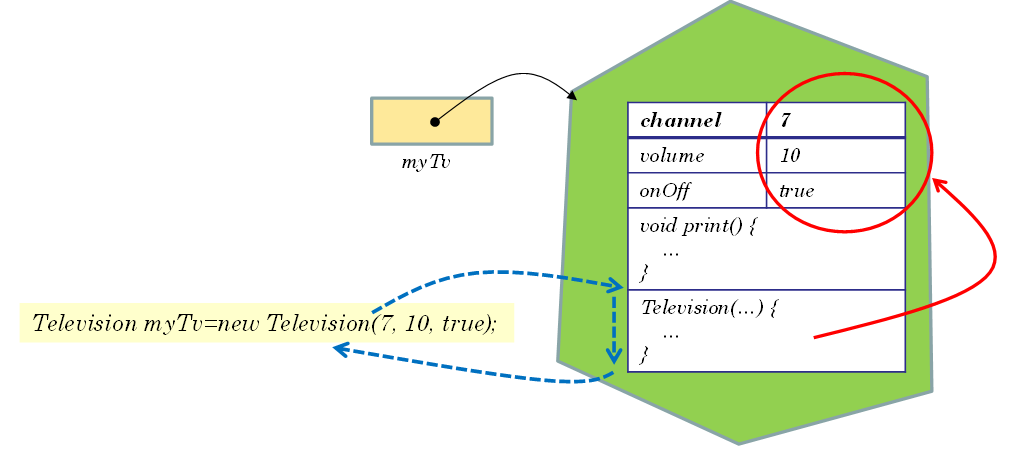 channel 7
volume 10
onOff true
void print() {
...
}
myTv
Television myTv=new Television(7, 10, true);
Television(...) {
...
}